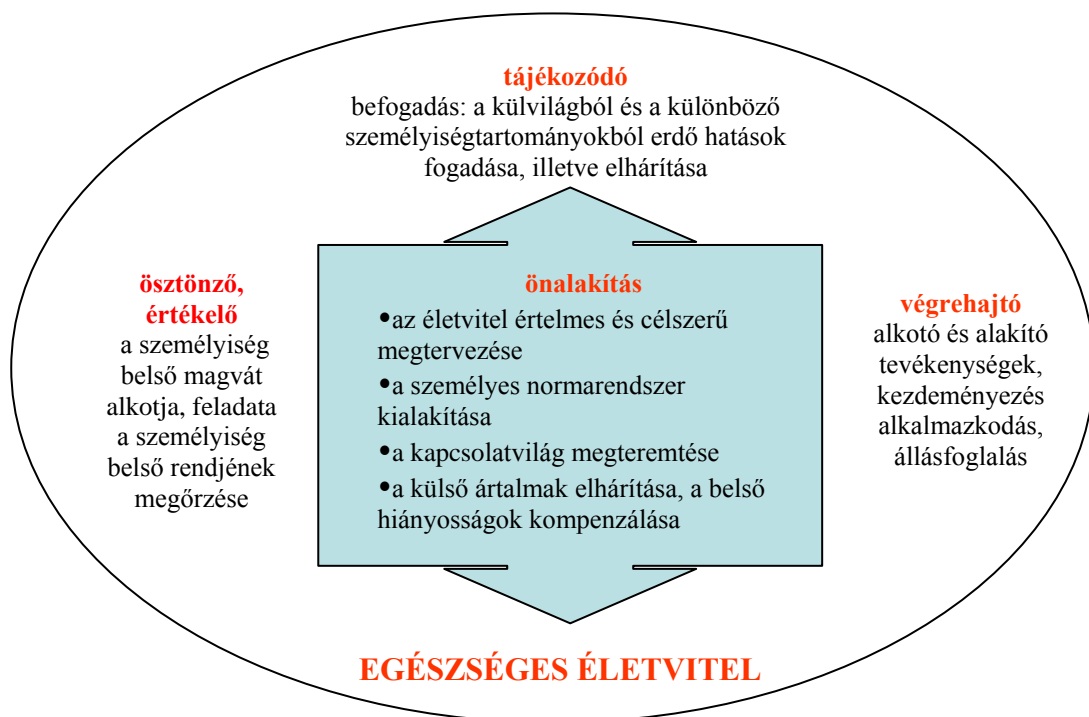 tájékozódó
befogadás: a külvilágból és a különböző
személyiségtartományokból erdő hatások
fogadása, illetve elhárítása
ösztönző,
értékelő
a személyiség
belső magvát
alkotja, feladata
a személyiség
belső rendjének
megőrzése
önalakítás
•az életvitel értelmes és célszerű
megtervezése
•a személyes normarendszer
kialakítása
•a kapcsolatvilág megteremtése
•a külső ártalmak elhárítása, a belső
hiányosságok kompenzálása
végrehajtó
alkotó és alakító
tevékenységek,
kezdeményezés
alkalmazkodás,
állásfoglalás
EGÉSZSÉGES ÉLETVITEL